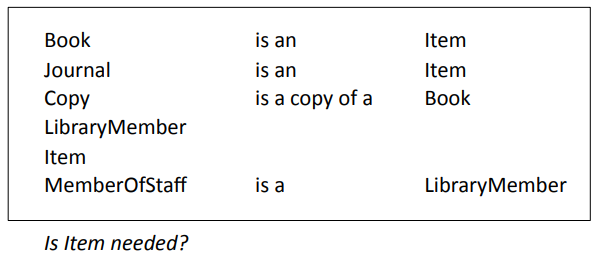 Book is an Item
Journal is an Item
Copy is a copy of a Book
LibraryMember
Item
MemberOfStaff is a LibraryMember
Is Item needed?